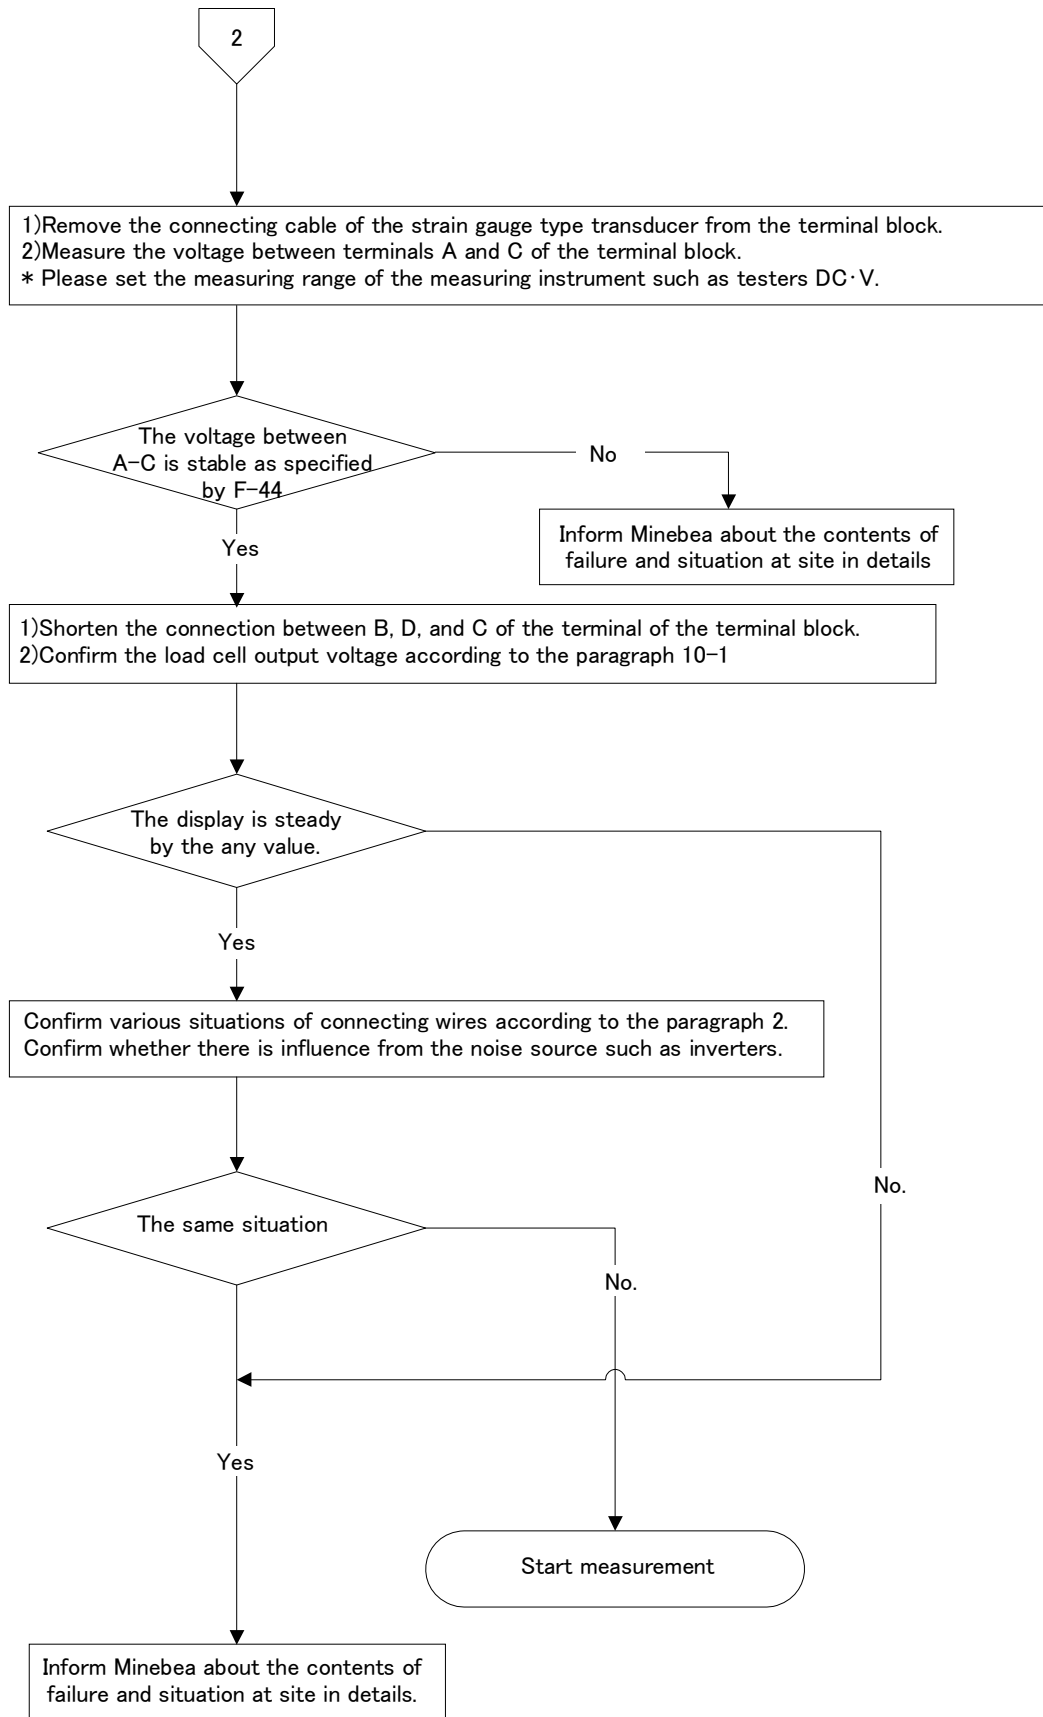 2
1)Remove the connecting cable of the strain gauge type transducer from the terminal block.
2)Measure the voltage between terminals A and C of the terminal block.
* Please set the measuring range of the measuring instrument such as testers DC·V.
The voltage between
A-C is stable as specified
by F-44
No
Inform Minebea about the contents of
failure and situation at site in details
Yes
1)Shorten the connection between B, D, and C of the terminal of the terminal block.
2)Confirm the load cell output voltage according to the paragraph 10-1
The display is steady
by the any value.
Yes
Confirm various situations of connecting wires according to the paragraph 2.
Confirm whether there is influence from the noise source such as inverters.
No.
The same situation
No.
Yes
Start measurement
Inform Minebea about the contents of
failure and situation at site in details.